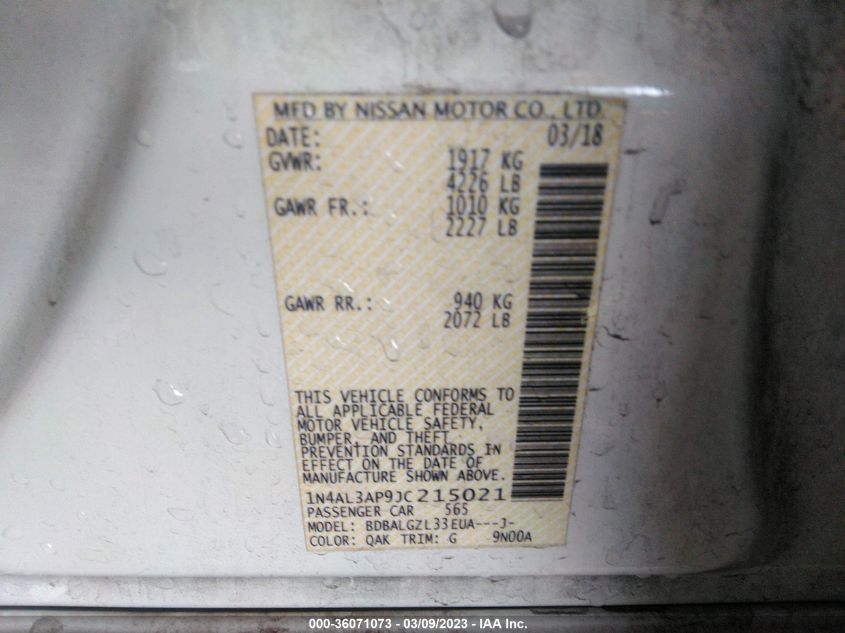 MFD BY NISSAN MOTOR CO., LTD.
DATE: 03/18
GVWR: 1917 KG
4226 LB
GAWR FR.: 1010 KG
2227 LB
GAWR RR.: 940 KG
2072 LB
THIS VEHICLE CONFORMS TO
ALL APPLICABLE FEDERAL
MOTOR VEHICLE SAFETY,
BUMPER, AND THEFT
PREVENTION STANDARDS IN
EFFECT ON THE DATE OF
MANUFACTURE SHOWN ABOVE.
1N4AL3AP9JC215021
PASSENGER CAR 565
MODEL: BDBALGZL33EUA---J-
COLOR: QAK TRIM: G 9N00A
000-36071073 - 03/09/2023 - IAA Inc.